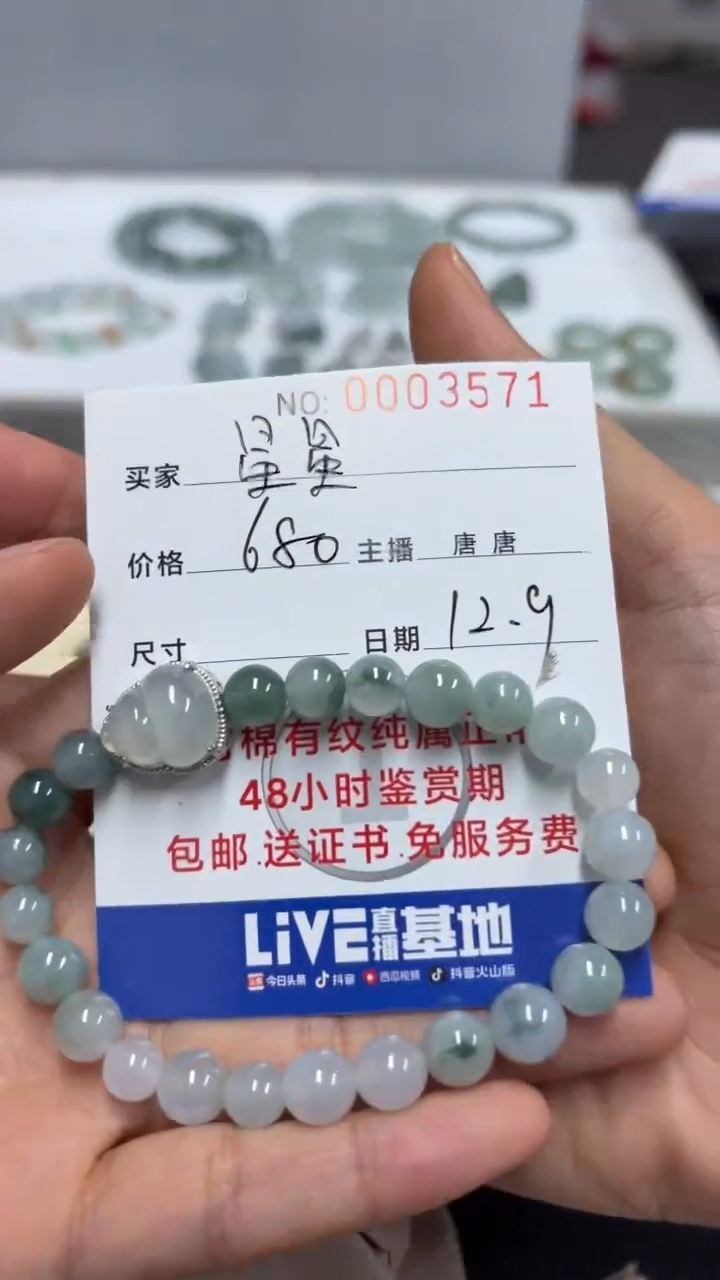 NO: 0003571
买家
价格 680 主播 唐唐
尺寸 日期 12.9
棉有纹纯属正
48小时鉴赏期
包邮.送证书.免服务费
LiVE直播基地
今日头条 抖音 西瓜视频 抖音火山版